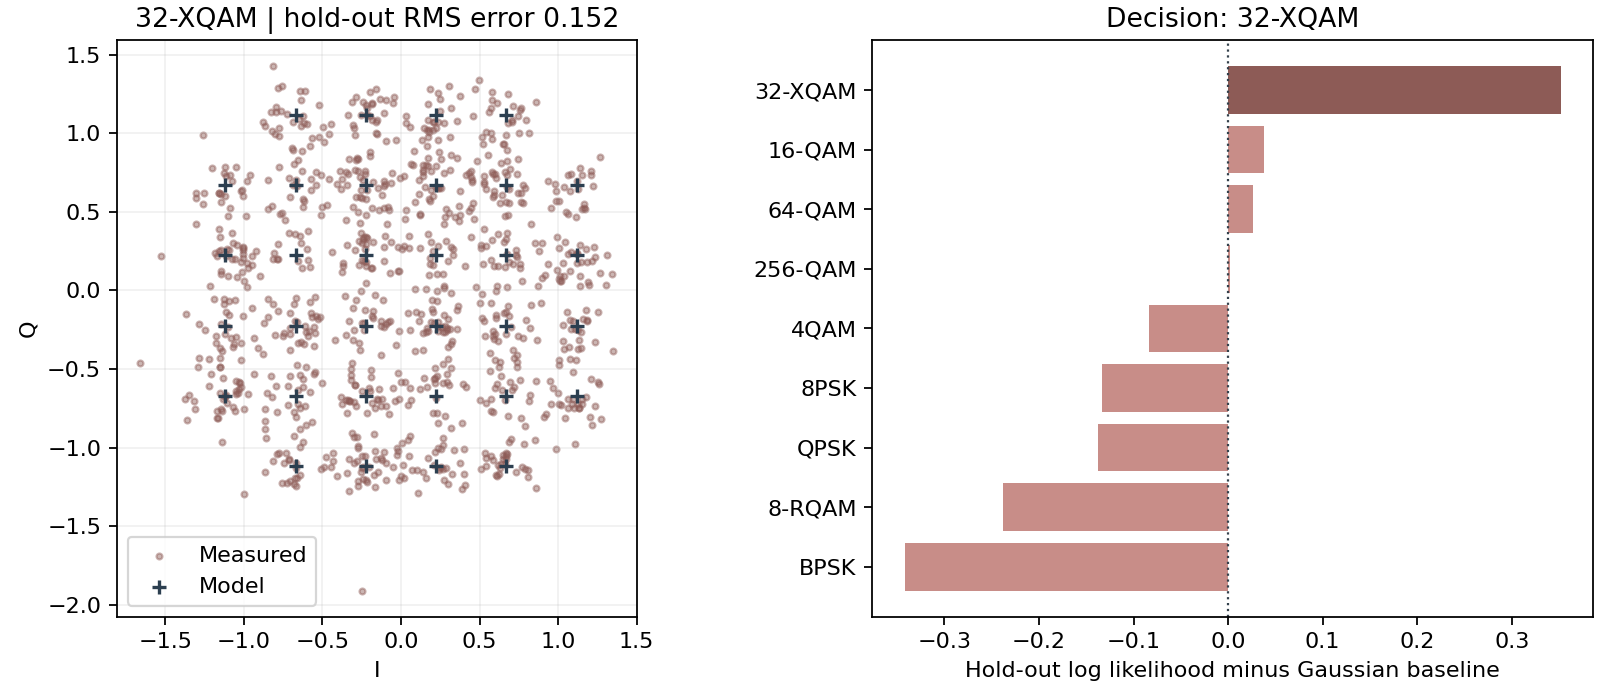 32-XQAM | hold-out RMS error 0.152
1.5
1.0
0.5
0.0
−0.5
−1.0
−1.5
−2.0
Q
Measured
Model
−1.5
−1.0
−0.5
0.0
0.5
1.0
1.5
I
Decision: 32-XQAM
32-XQAM
16-QAM
64-QAM
256-QAM
4QAM
8PSK
QPSK
8-RQAM
BPSK
−0.3
−0.2
−0.1
0.0
0.1
0.2
0.3
Hold-out log likelihood minus Gaussian baseline